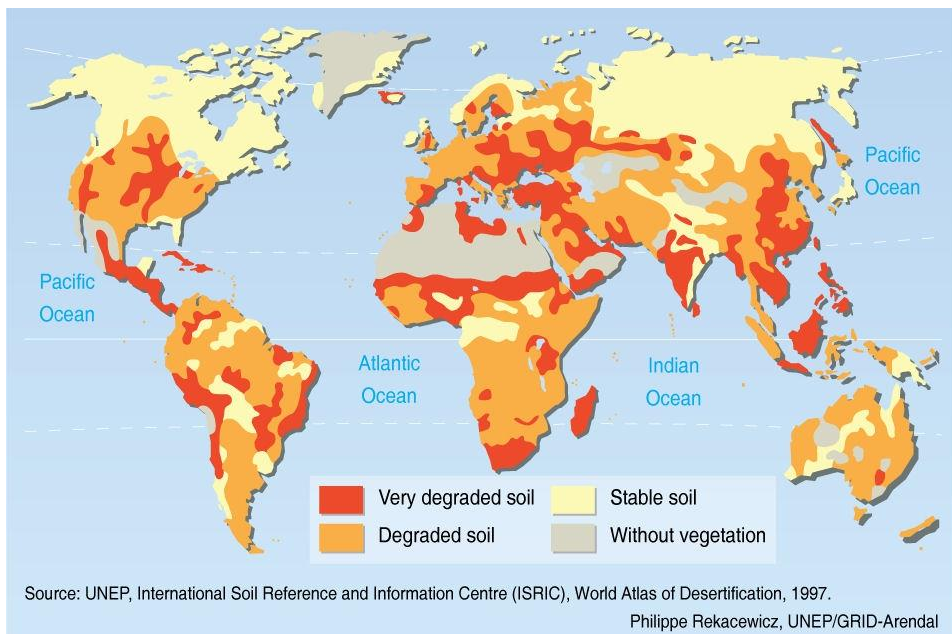 Pacific
Ocean
Pacific
Ocean
Atlantic
Ocean
Indian
Ocean
Very degraded soil
Stable soil
Degraded soil
Without vegetation
Source: UNEP, International Soil Reference and Information Centre (ISRIC), World Atlas of Desertification, 1997.
Philippe Rekacewicz, UNEP/GRID-Arendal